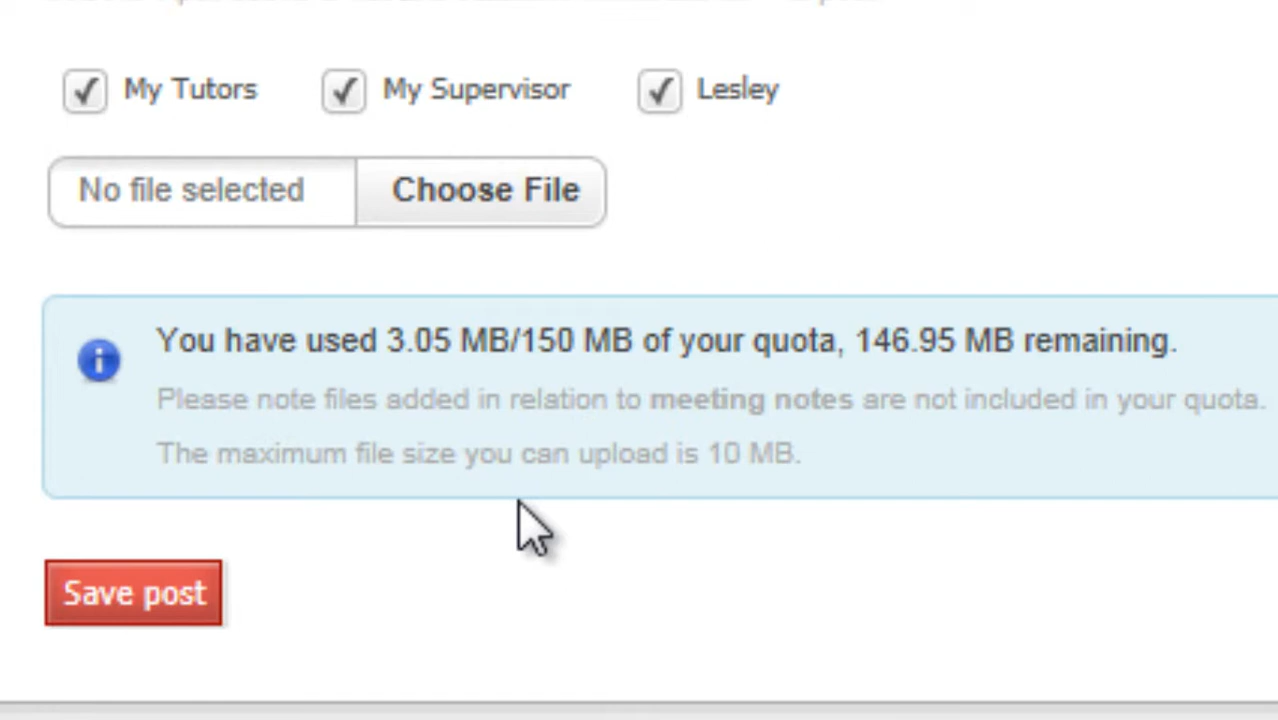 My Tutors My Supervisor Lesley
No file selected Choose File
You have used 3.05 MB/150 MB of your quota, 146.95 MB remaining.
Please note files added in relation to meeting notes are not included in your quota.
The maximum file size you can upload is 10 MB.
Save post